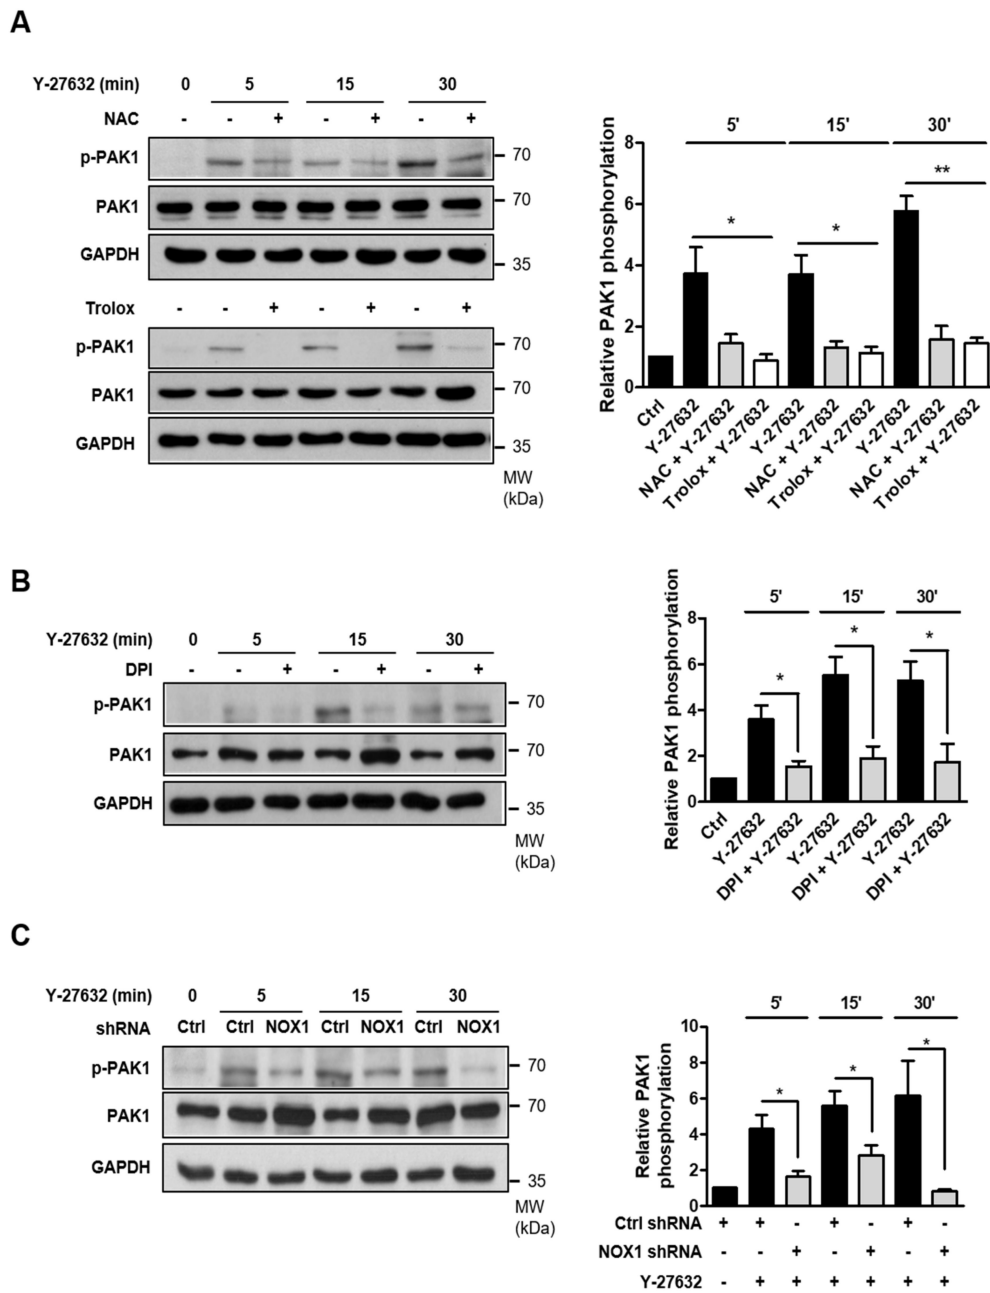 A
Y-27632 (min) 0 5 15 30
NAC - - + - + - +
p-PAK1 70
PAK1 70
GAPDH 35
Trolox - - + - + - +
p-PAK1 70
PAK1 70
GAPDH 35
MW
(kDa)
Relative PAK1 phosphorylation
8
6
4
2
0
5' 15' 30'
* * **
Ctrl
Y-27632
NAC + Y-27632
Trolox + Y-27632
Y-27632
NAC + Y-27632
Trolox + Y-27632
Y-27632
NAC + Y-27632
Trolox + Y-27632
B
Y-27632 (min) 0 5 15 30
DPI - - + - + - +
p-PAK1 70
PAK1 70
GAPDH 35
MW
(kDa)
Relative PAK1 phosphorylation
8
6
4
2
0
5' 15' 30'
* * *
Ctrl
Y-27632
DPI + Y-27632
Y-27632
DPI + Y-27632
Y-27632
DPI + Y-27632
C
Y-27632 (min) 0 5 15 30
shRNA Ctrl Ctrl NOX1 Ctrl NOX1 Ctrl NOX1
p-PAK1 70
PAK1 70
GAPDH 35
MW
(kDa)
Relative PAK1
phosphorylation
10
8
6
4
2
0
5' 15' 30'
* * *
Ctrl shRNA + + - + - + -
NOX1 shRNA - - + - + - +
Y-27632 - + + + + + +